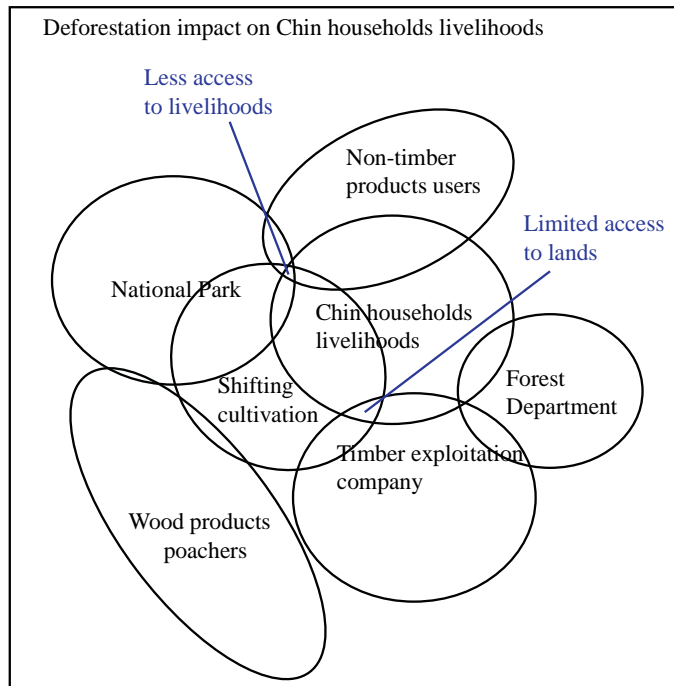 Deforestation impact on Chin households livelihoods
Less access
to livelihoods
Non-timber
products users
Limited access
to lands
National Park
Chin households
livelihoods
Shifting
cultivation
Forest
Department
Timber exploitation
company
Wood products
poachers